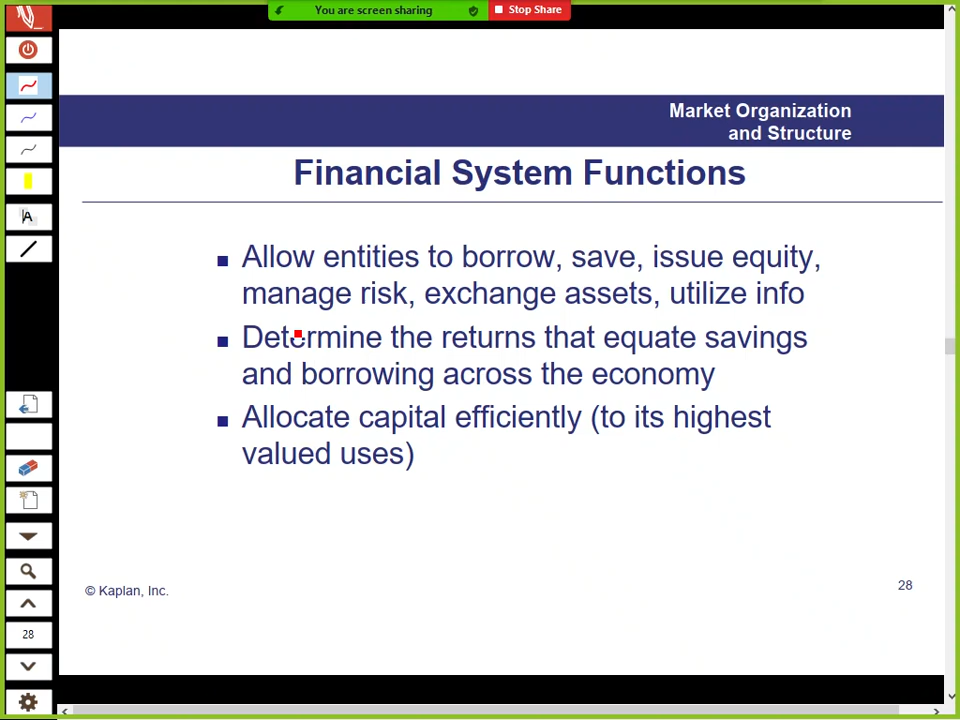 You are screen sharing
Stop Share
Market Organization
and Structure
Financial System Functions
Allow entities to borrow, save, issue equity,
manage risk, exchange assets, utilize info
Determine the returns that equate savings
and borrowing across the economy
Allocate capital efficiently (to its highest
valued uses)
© Kaplan, Inc.
28
A
28